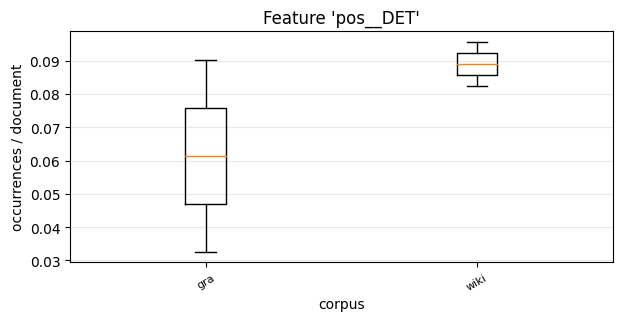 Feature 'pos__DET'
occurrences / document
0.09
0.08
0.07
0.06
0.05
0.04
0.03
gra
wiki
corpus